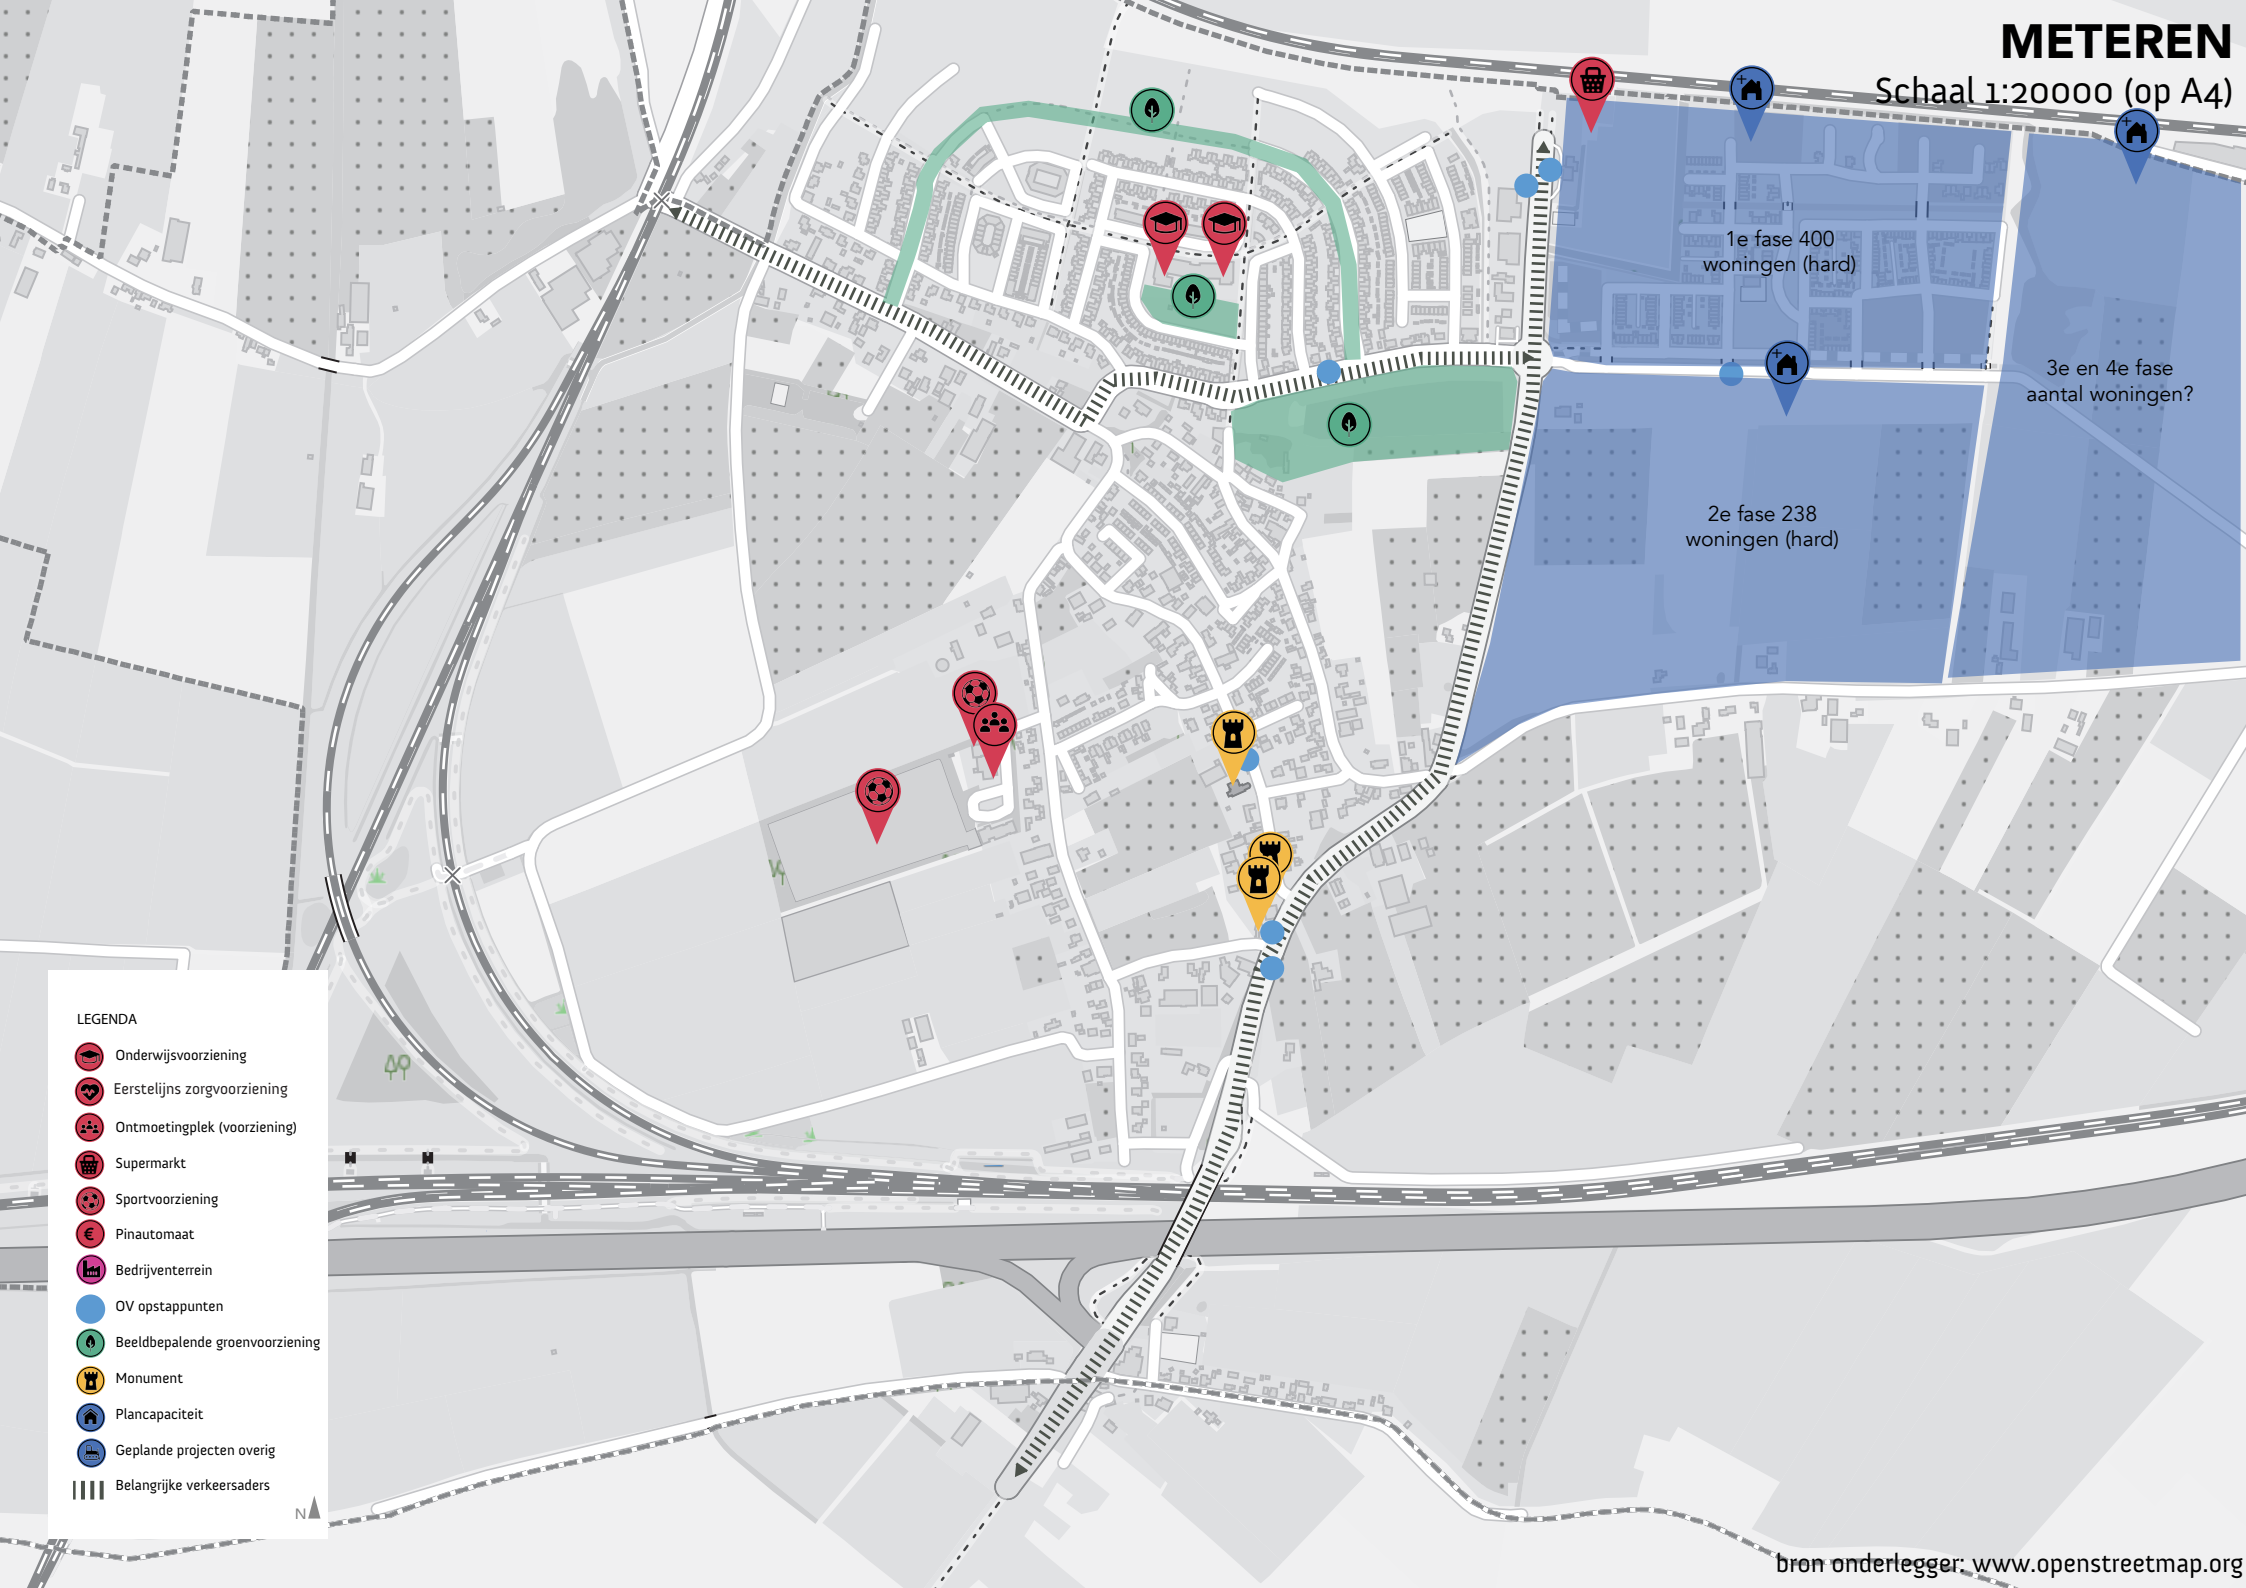 METEREN
Schaal 1:20000 (op A4)
1e fase 400
woningen (hard)
3e en 4e fase
aantal woningen?
2e fase 238
woningen (hard)
LEGENDA
Onderwijsvoorziening
Eerstelijns zorgvoorziening
Ontmoetingplek (voorziening)
Supermarkt
Sportvoorziening
€ Pinautomaat
Bedrijventerrein
OV opstappunten
Beeldbepalende groenvoorziening
Monument
Plancapaciteit
Geplande projecten overig
Belangrijke verkeersaders
N
bron onderlegger: www.openstreetmap.org